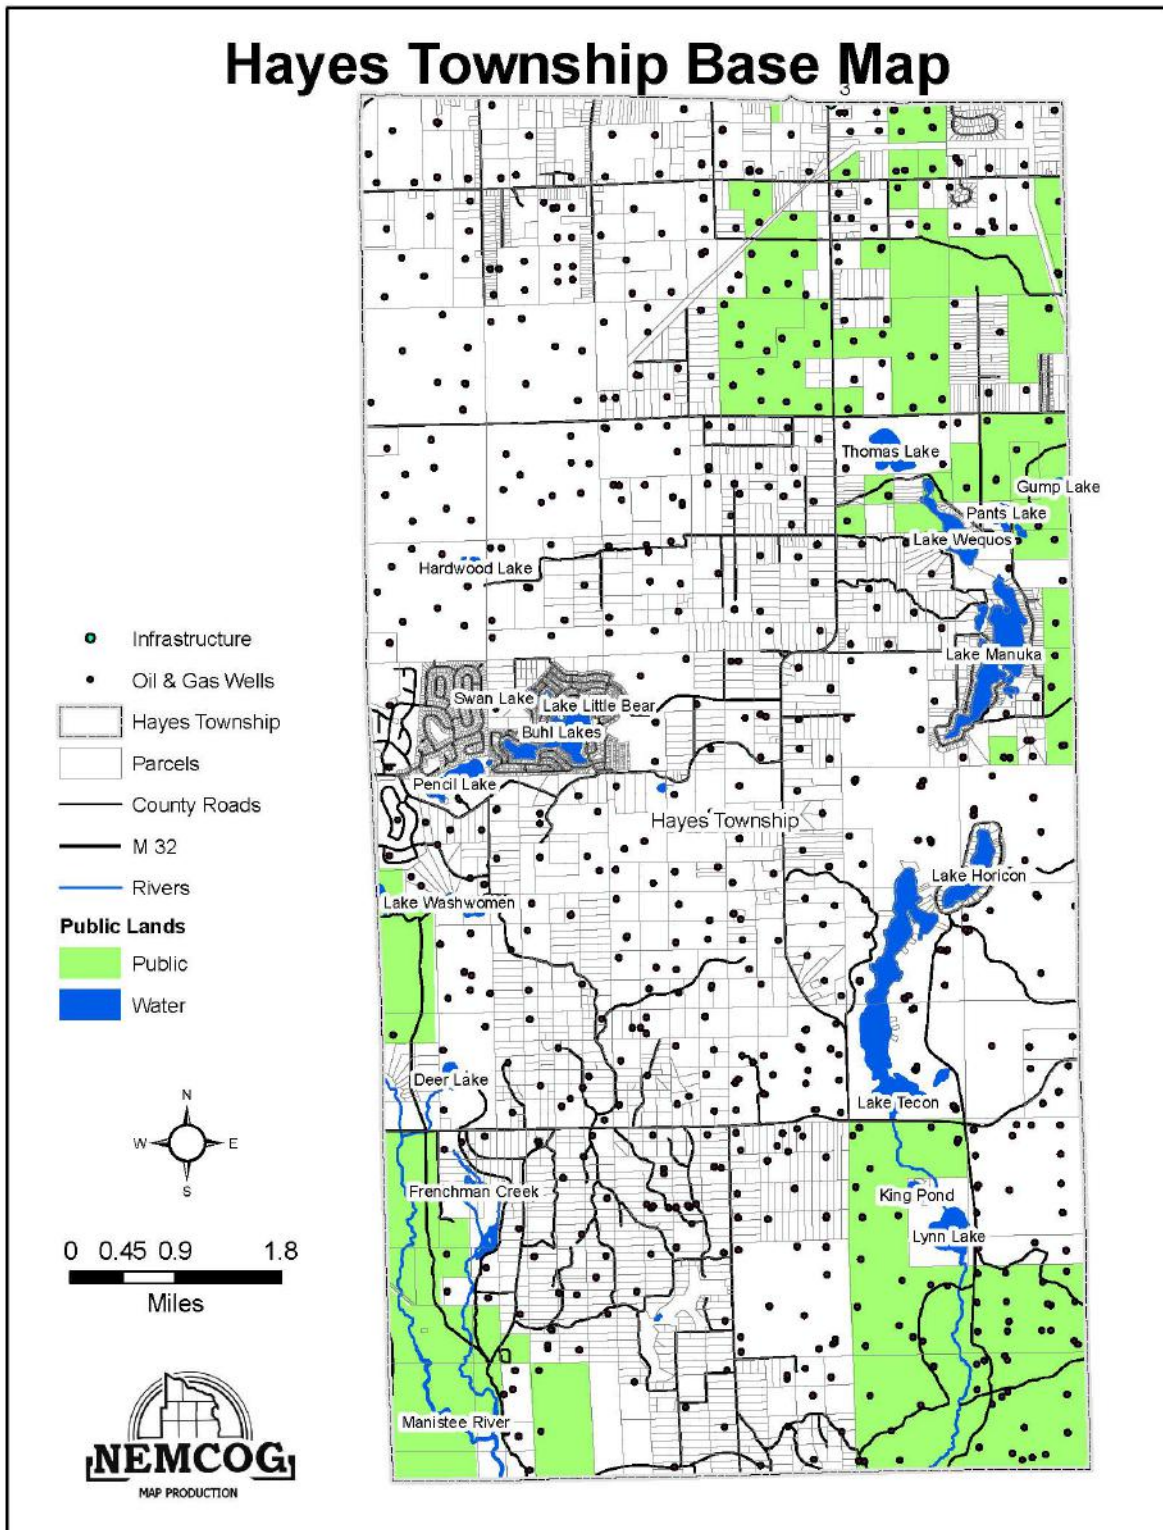 Hayes Township Base Map
3
Thomas Lake
Gump Lake
Pants Lake
Lake Wequos
Hardwood Lake
Infrastructure
Lake Manuka
Oil & Gas Wells
Swan Lake
Lake Little Bear
Hayes Township
Buhl Lakes
Parcels
Pencil Lake
County Roads
Hayes Township
M 32
Lake Horicon
Rivers
Lake Washwomen
Public Lands
Public
Water
Deer Lake
N
Lake Tecon
W E
S
Frenchman Creek
King Pond
Lynn Lake
0 0.45 0.9 1.8
Miles
Manistee River
NEMCOG
MAP PRODUCTION